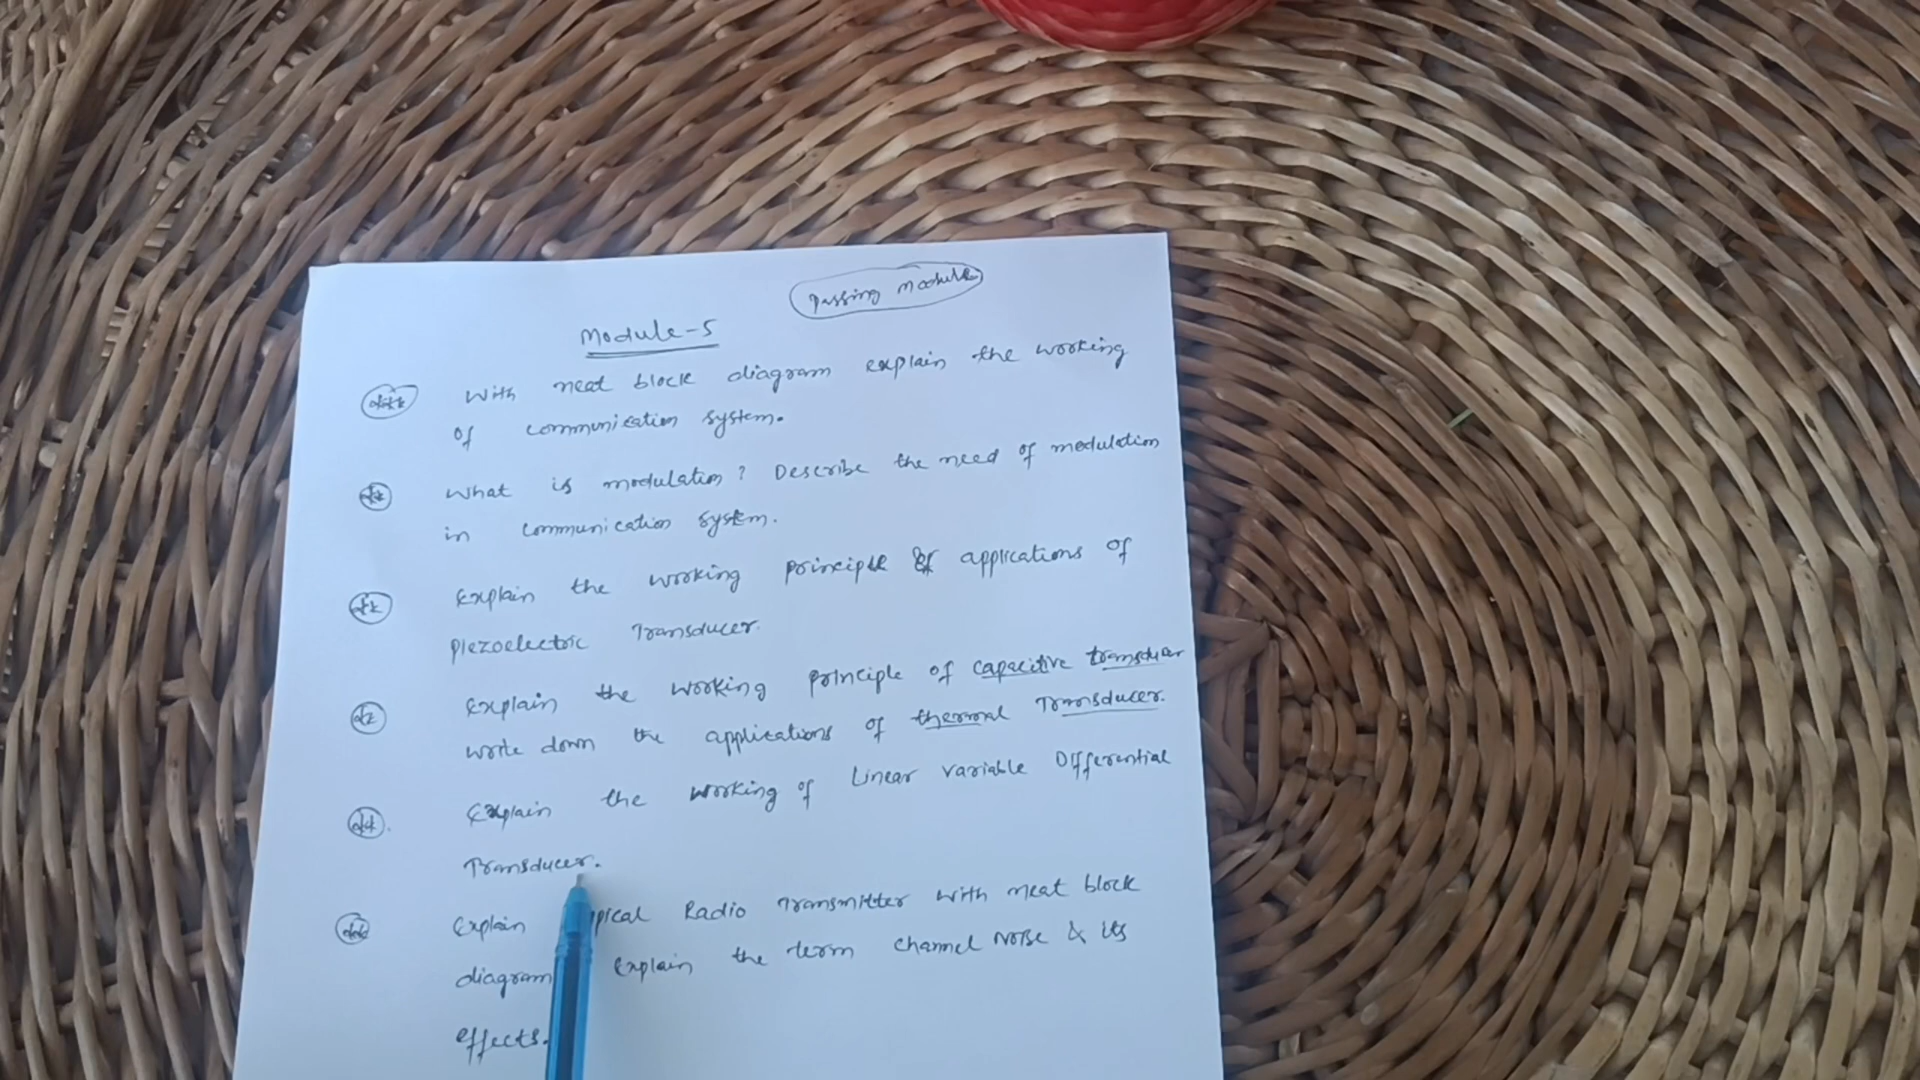 Passing module
Module-5
With neat block diagram explain the working
of communication system.
What is modulation? Describe the need of modulation
in communication system.
Explain the working principle & applications of
Piezoelectric Transducer.
Explain the working principle of capacitive transducer
write down the applications of thermal Transducer.
Explain the working of Linear variable Differential
Transducer.
Explain Radio Transmitter with neat block
diagram explain the term channel Noise & its
effects.